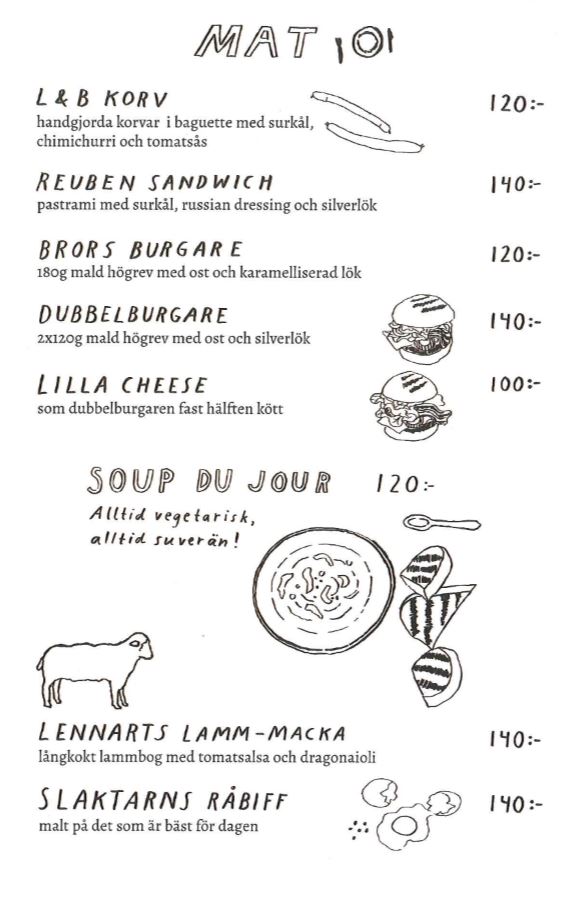 MAT
L & B KORV 120:-
handgjorda korvar i baguette med surkål,
chimichurri och tomatsås
REUBEN SANDWICH 140:-
pastrami med surkål, russian dressing och silverlök
BRORS BURGARE 120:-
180g mald högrev med ost och karamelliserad lök
DUBBELBURGARE 140:-
2x120g mald högrev med ost och silverlök
LILLA CHEESE 100:-
som dubbelburgaren fast hälften kött
SOUP DU JOUR 120:-
Alltid vegetarisk,
alltid suverän!
LENNARTS LAMM-MACKA 140:-
långkokt lammbog med tomatsalsa och dragonaioli
SLAKTARNS RÅBIFF 140:-
malt på det som är bäst för dagen